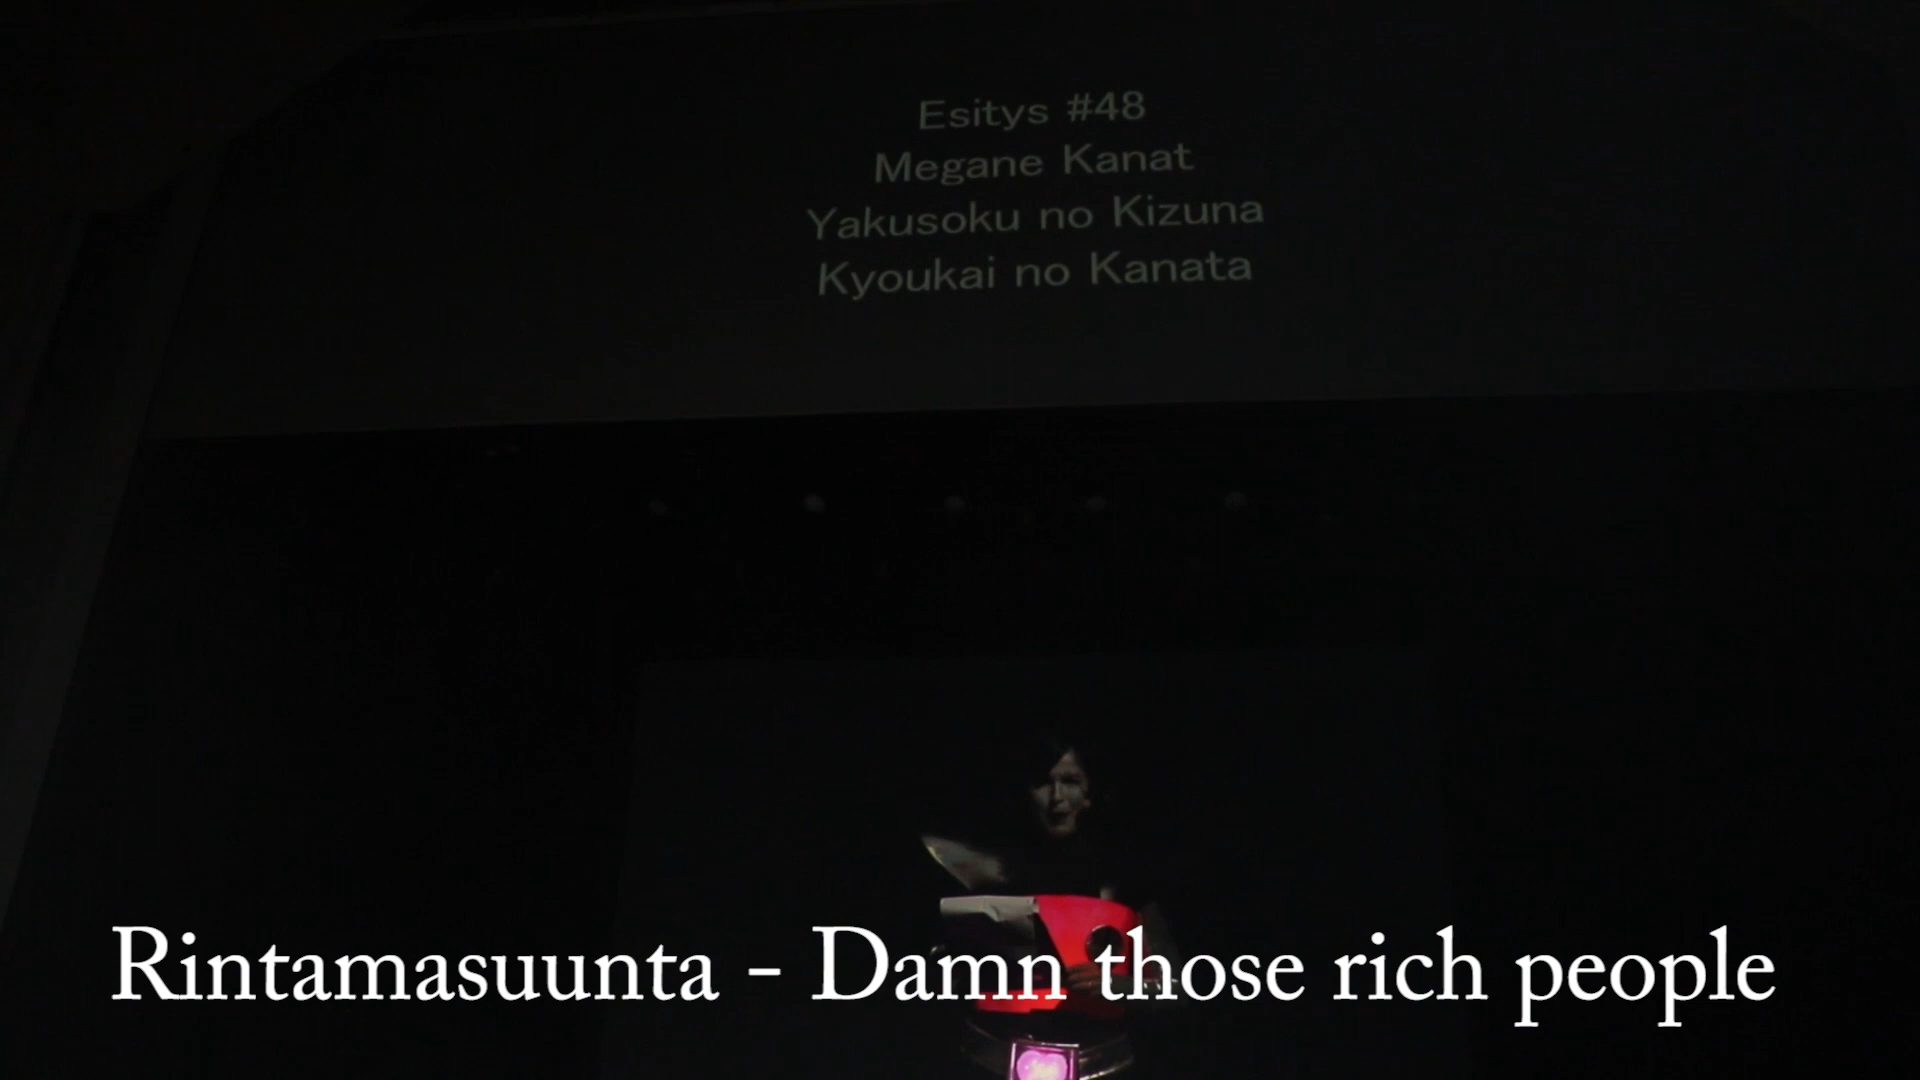 Esitys #48
Megane Kanat
Yakusoku no Kizuna
Kyoukai no Kanata
Rintamasuunta - Damn those rich people